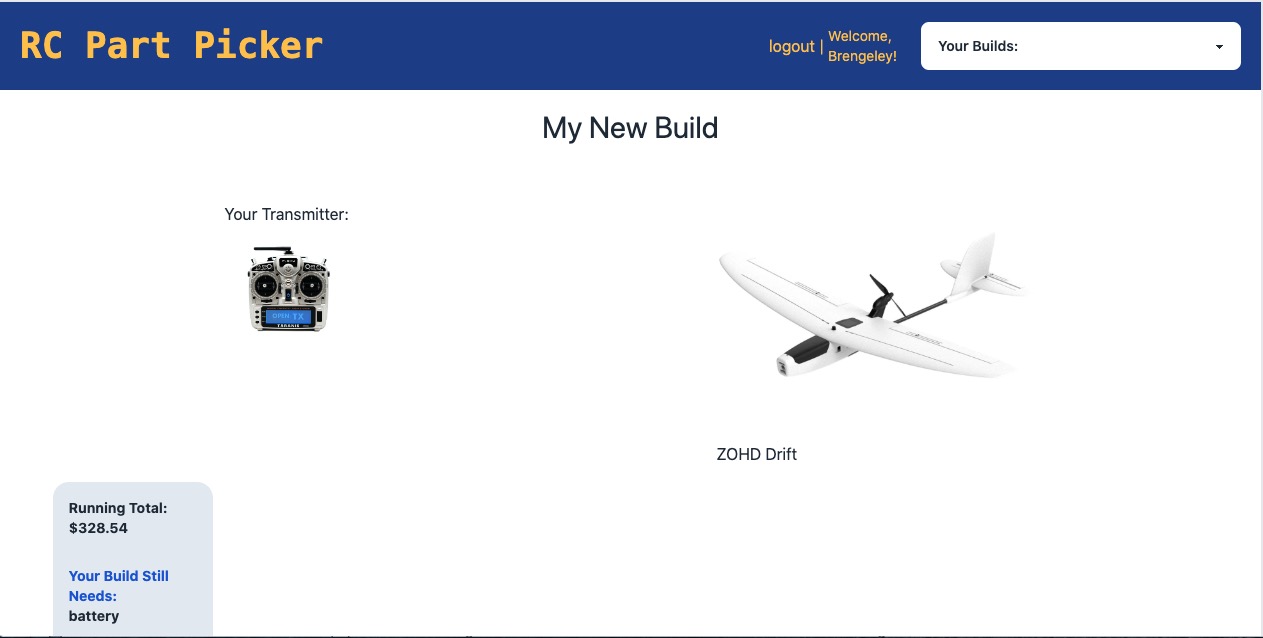 RC Part Picker
logout |
Welcome,
Brengeley!
Your Builds:
My New Build
Your Transmitter:
OPEN TX
TARANIS
ZOHD Drift
Running Total:
$328.54
Your Build Still
Needs:
battery